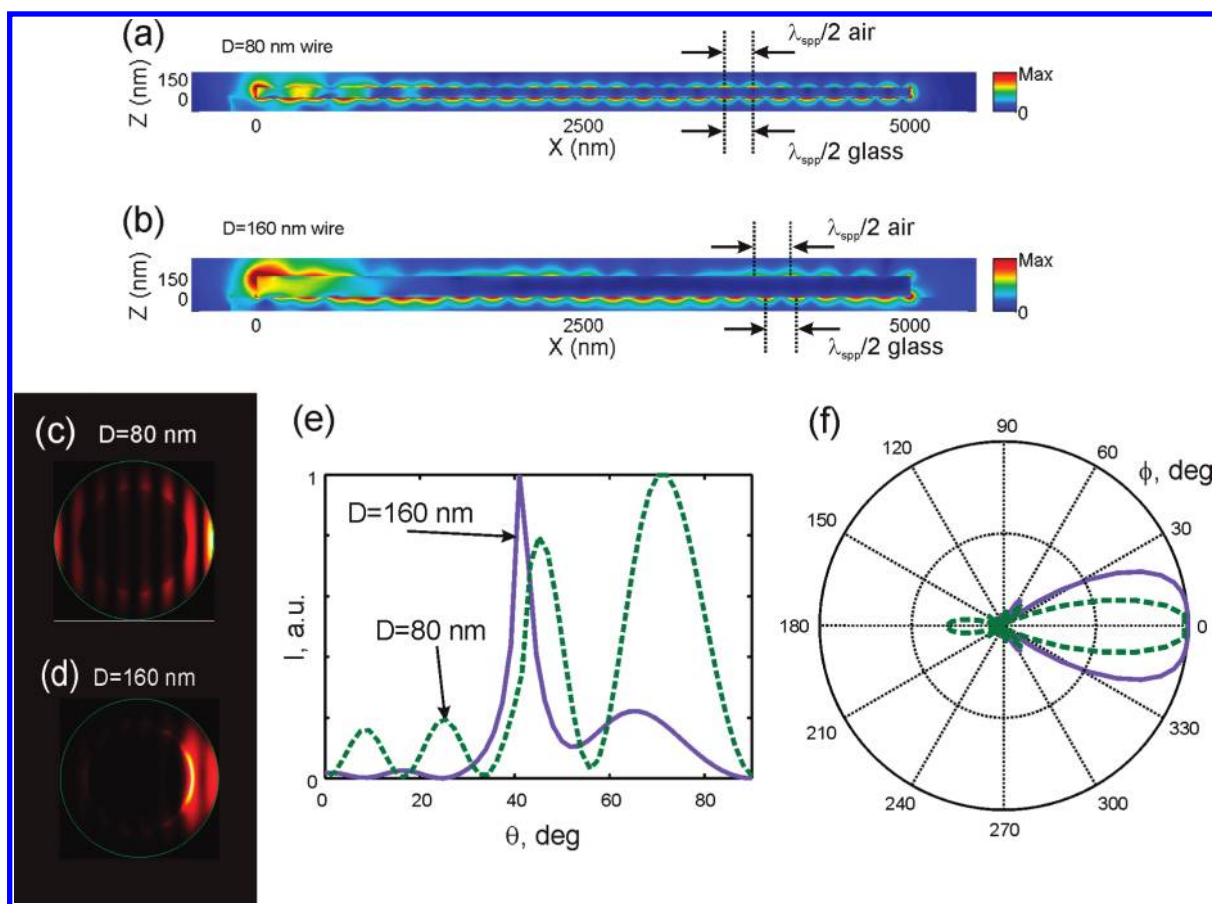 (a)
D=80 nm wire
λspp/2 air
Z (nm)
150
0
Max
0
0
2500
5000
X (nm)
λspp/2 glass
(b)
D=160 nm wire
λspp/2 air
Z (nm)
150
0
Max
0
0
2500
5000
X (nm)
λspp/2 glass
(c)
D=80 nm
(d)
D=160 nm
(e)
1
D=160 nm
D=80 nm
I, a.u.
0
0
20
40
60
80
θ, deg
(f)
90
120
60
ϕ, deg
150
30
180
0
210
330
240
300
270